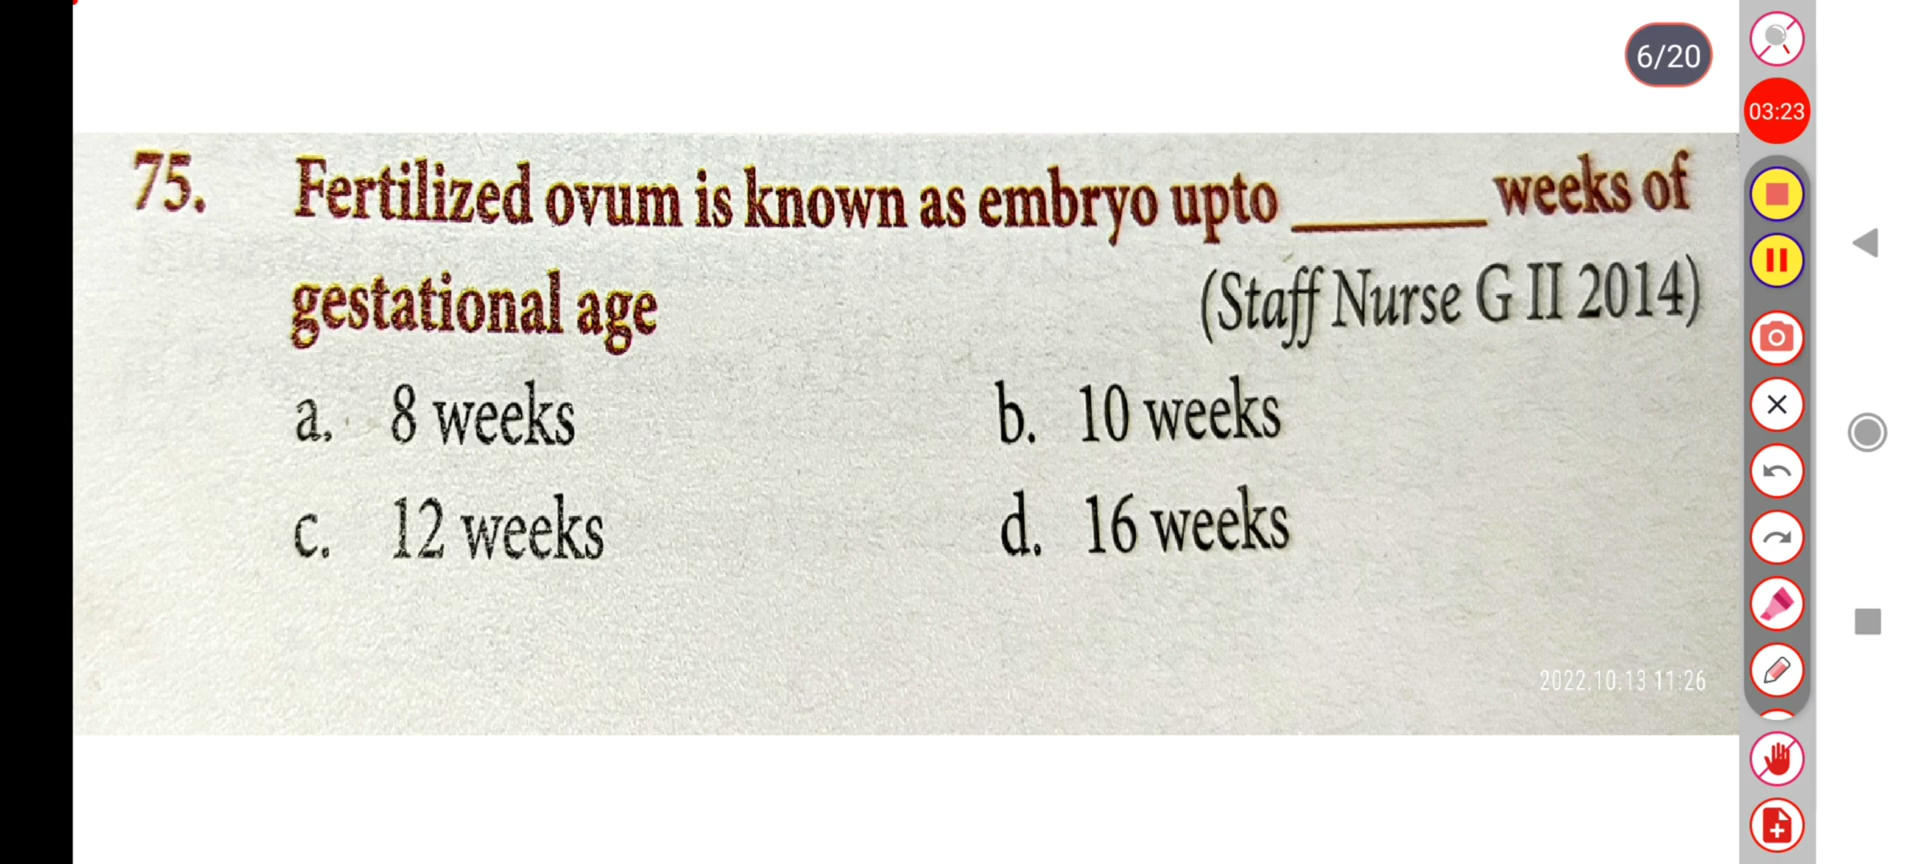 6/20
03:23
75. Fertilized ovum is known as embryo upto ______ weeks of
gestational age (Staff Nurse G II 2014)
a. 8 weeks b. 10 weeks
c. 12 weeks d. 16 weeks
2022.10.13 11:26